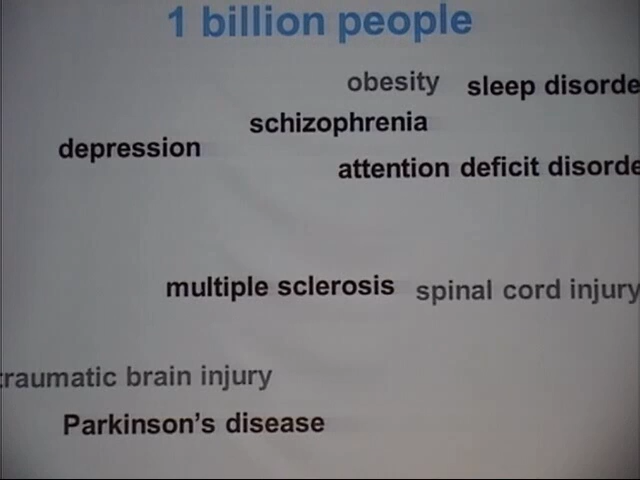 1 billion people
obesity
sleep disorde
schizophrenia
depression
attention deficit disorde
multiple sclerosis
spinal cord injury
raumatic brain injury
Parkinson's disease